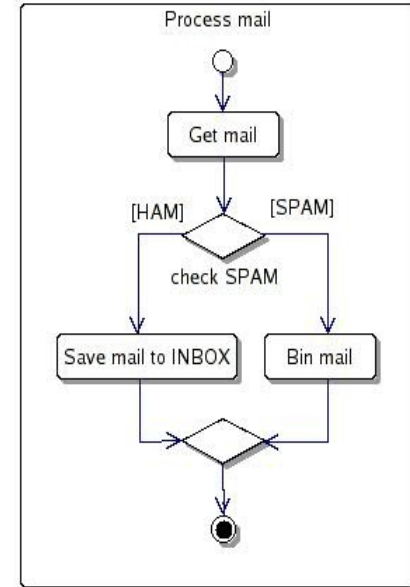 Process mail
Get mail
[HAM]
[SPAM]
check SPAM
Save mail to INBOX
Bin mail